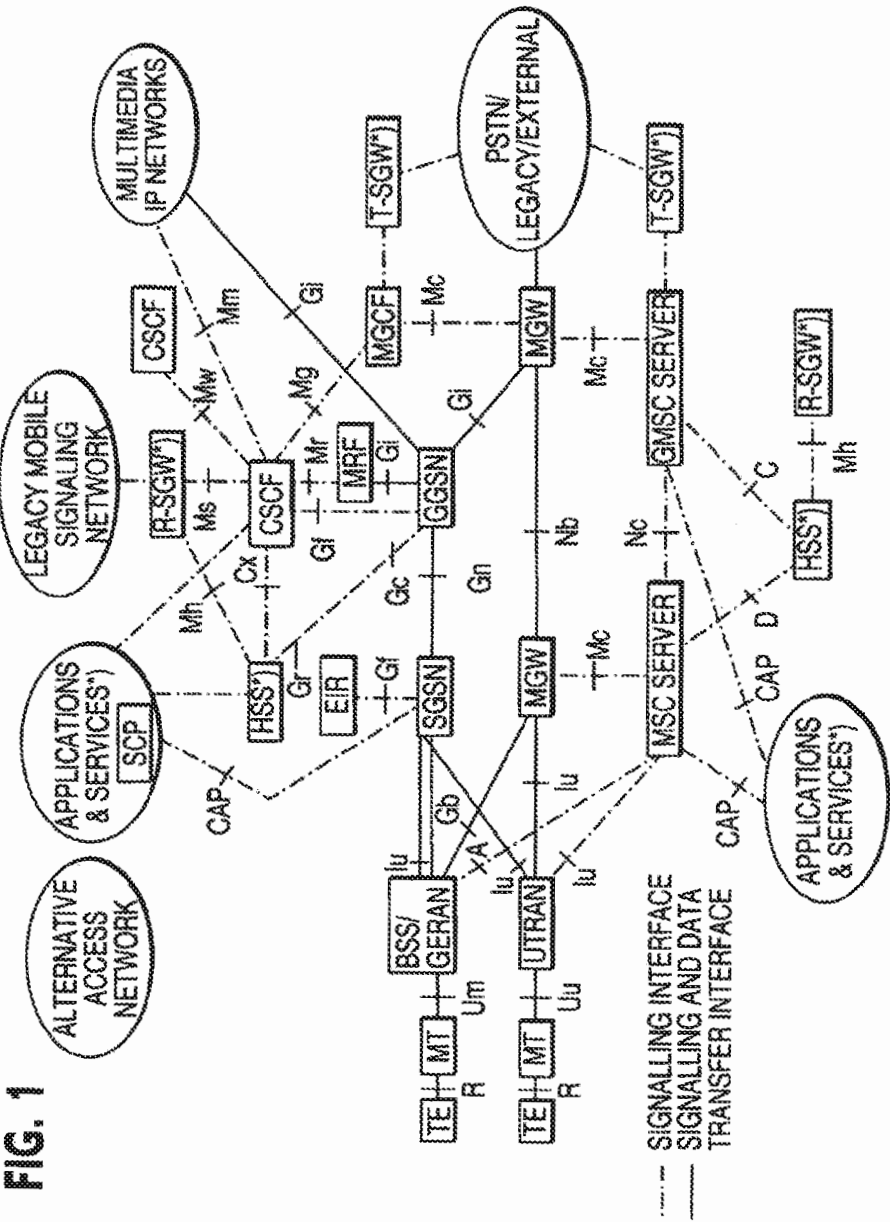 FIG. 1
ALTERNATIVE
ACCESS
NETWORK
APPLICATIONS
& SERVICES*)
SCP
LEGACY MOBILE
SIGNALING
NETWORK
MULTIMEDIA
IP NETWORKS
CAP
Mh
R-SGW*)
Ms
CSCF
Mw
Mm
HSS*)
Cx
CSCF
Gr
EIR
Gf
Gc
Gf
Mr
MRF
Gi
Mg
Gi
MGCF
T-SGW*)
Mc
TE
R
MT
Um
BSS/
GERAN
Iu
SGSN
Gn
GGSN
Gi
Gb
A
Iu
TE
R
MT
Uu
UTRAN
Iu
Iu
MGW
Nb
MGW
PSTN/
LEGACY/EXTERNAL
Mc
Mc
MSC SERVER
Nc
GMSC SERVER
T-SGW*)
CAP
CAP
D
C
HSS*)
Mh
R-SGW*)
APPLICATIONS
& SERVICES*)
SIGNALLING INTERFACE
SIGNALLING AND DATA
TRANSFER INTERFACE